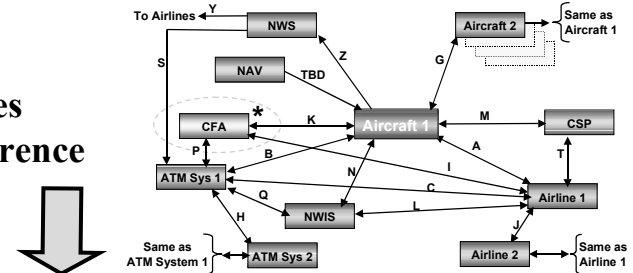 To Airlines
Y
NWS
Aircraft 2
Same as
Aircraft 1
S
Z
G
NAV
TBD
es
rence
*
CFA
K
Aircraft 1
M
CSP
P
B
A
I
T
ATM Sys 1
N
C
Q
L
Airline 1
NWIS
H
J
Same as
ATM System 1
ATM Sys 2
Airline 2
Same as
Airline 1